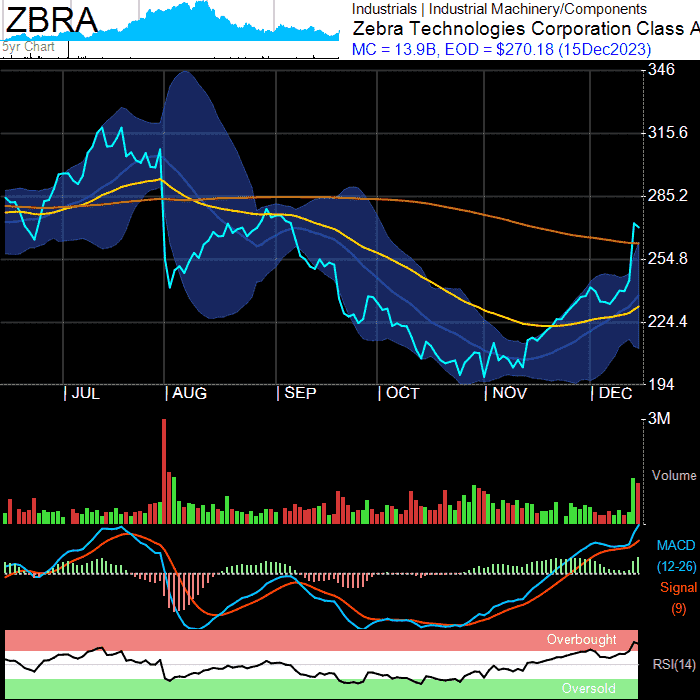 ZBRA
5yr Chart
Industrials | Industrial Machinery/Components
Zebra Technologies Corporation Class A
MC = 13.9B, EOD = $270.18 (15Dec2023)
346
315.6
285.2
254.8
224.4
194
| JUL | AUG | SEP | OCT | NOV | DEC
3M
Volume
MACD
(12-26)
Signal
(9)
Overbought
RSI(14)
Oversold